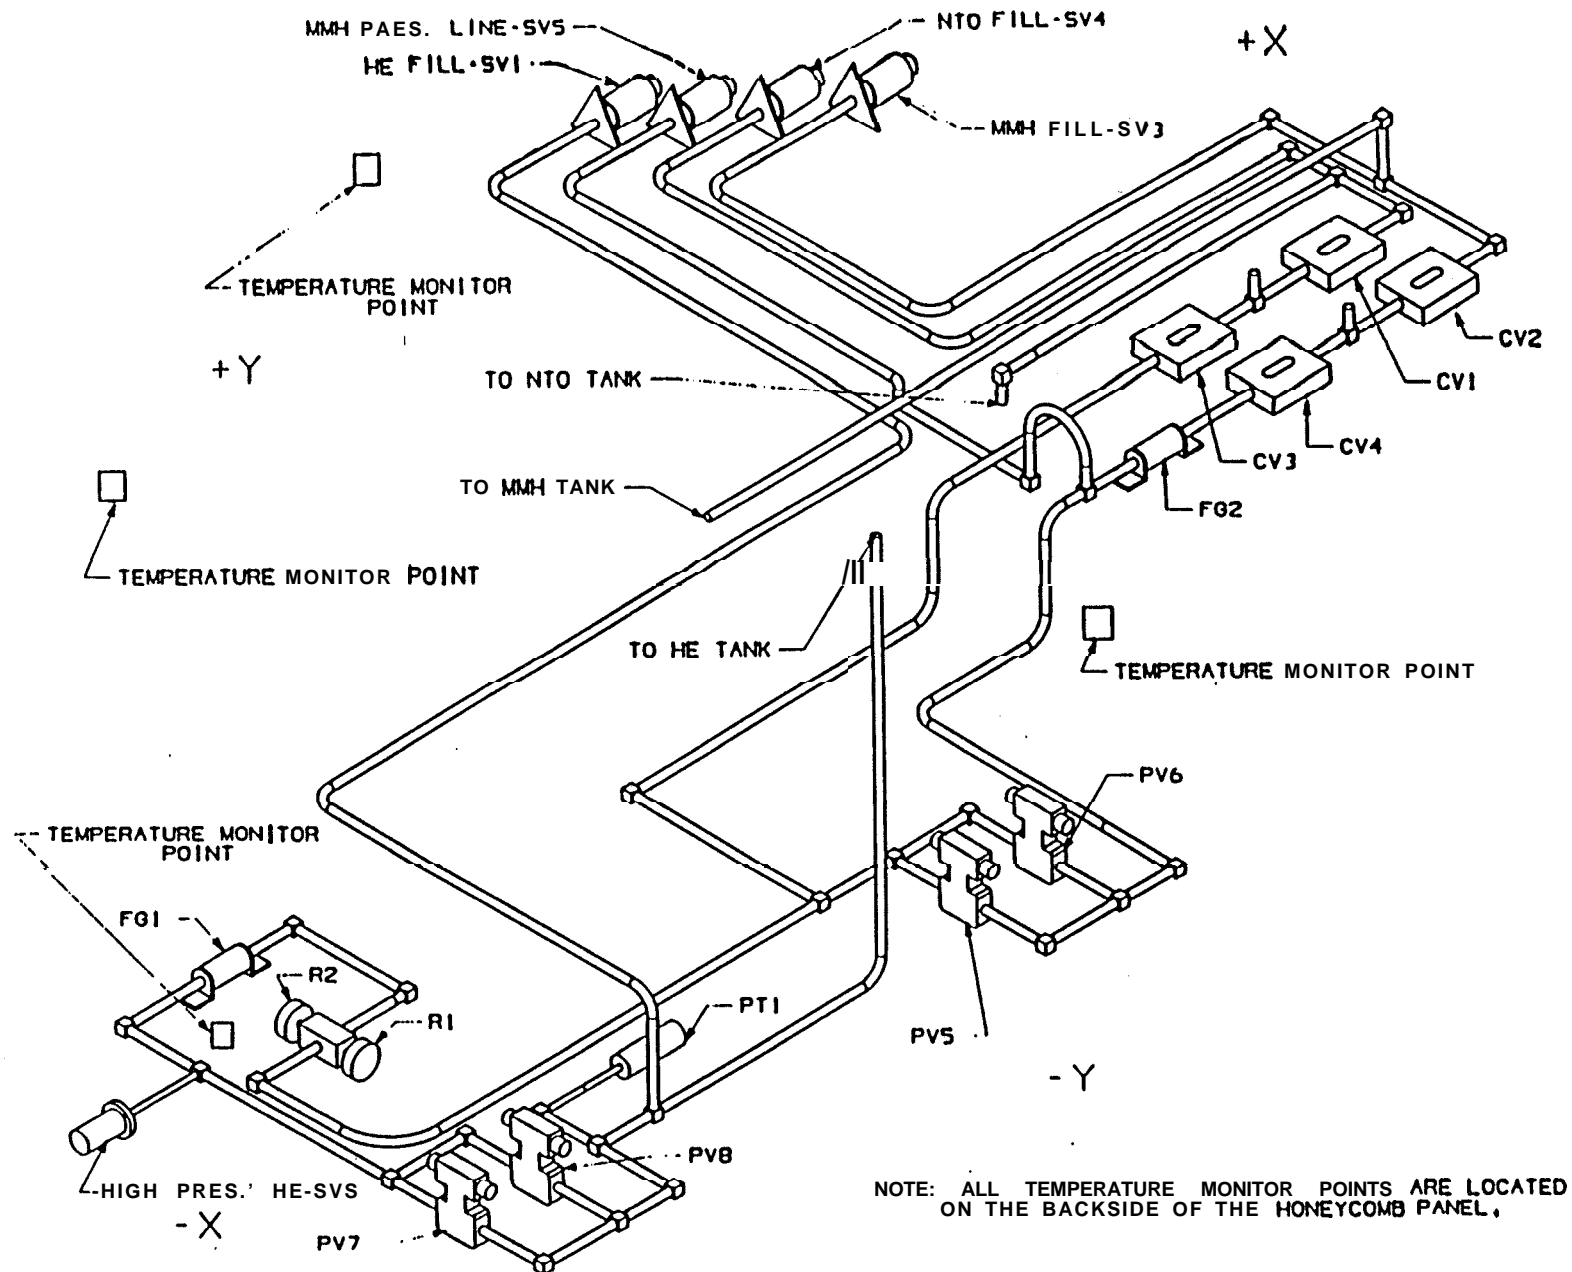 MMH PAES. LINE-SV5
NTO FILL-SV4
+X
HE FILL-SV1
MMH FILL-SV3
TEMPERATURE MONITOR
POINT
+Y
CV2
TO NTO TANK
CV1
CV4
CV3
TO MMH TANK
FG2
TEMPERATURE MONITOR POINT
TO HE TANK
TEMPERATURE MONITOR POINT
PV6
TEMPERATURE MONITOR
POINT
FG1
R2
R1
PT1
PV5
-Y
PV8
HIGH PRES.' HE-SVS
-X
PV7
NOTE: ALL TEMPERATURE MONITOR POINTS ARE LOCATED
ON THE BACKSIDE OF THE HONEYCOMB PANEL.